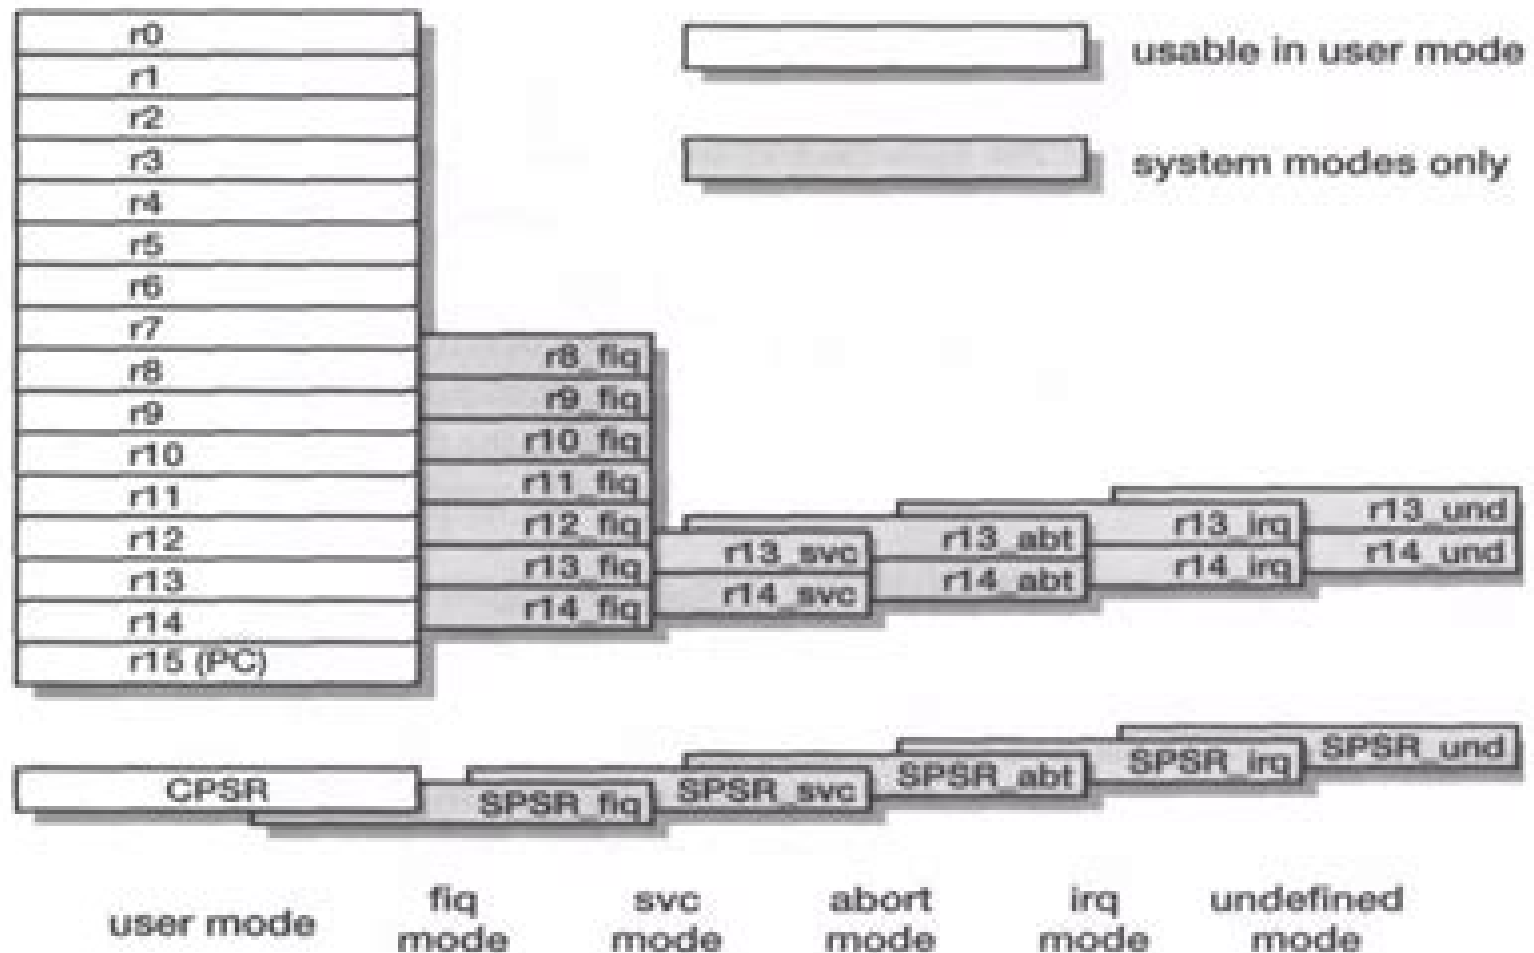 r0
r1
r2
r3
r4
r5
r6
r7
r8
r9
r10
r11
r12
r13
r14
r15 (PC)
r8_fiq
r9_fiq
r10_fiq
r11_fiq
r12_fiq
r13_fiq
r14_fiq
r13_svc
r14_svc
r13_abt
r14_abt
r13_irq
r14_irq
r13_und
r14_und
usable in user mode
system modes only
CPSR
SPSR_fiq
SPSR_svc
SPSR_abt
SPSR_irq
SPSR_und
user mode
fiq
mode
svc
mode
abort
mode
irq
mode
undefined
mode